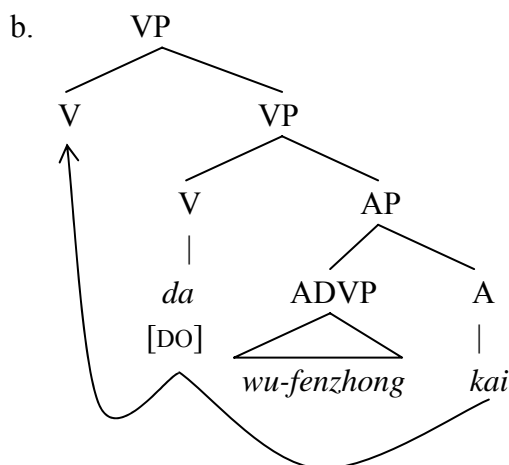 b. VP
V VP
V AP
| 
da ADVP A
[DO] |
wu-fenzhong kai